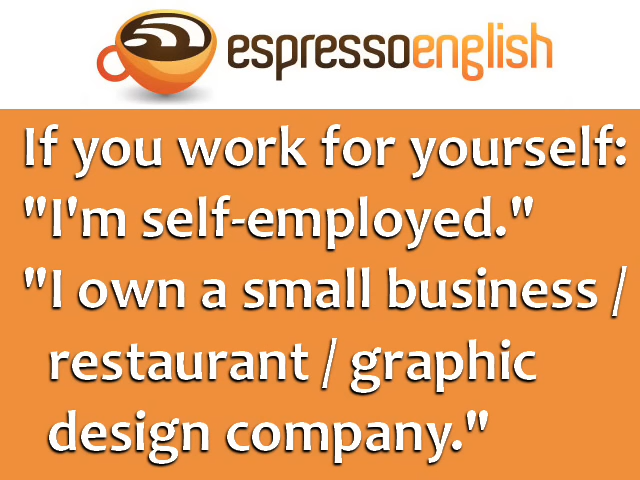 espressoenglish
If you work for yourself:
"I'm self-employed."
"I own a small business /
restaurant / graphic
design company."